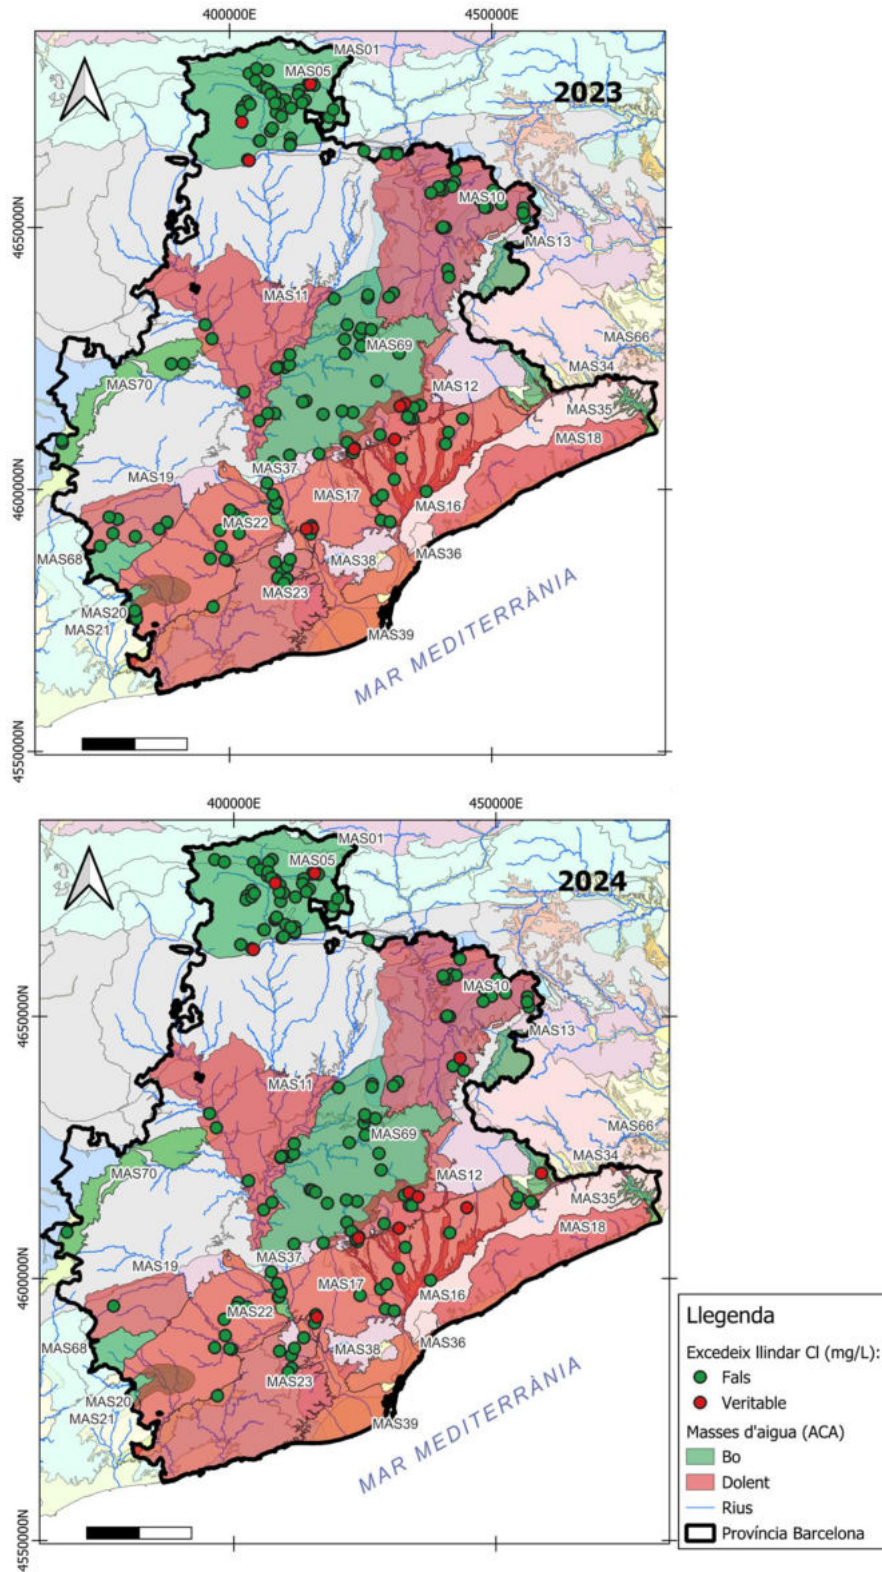 400000E
450000E
MAS01
MAS05
2023
4650000N
MAS10
MAS13
MAS11
MAS66
MAS69
MAS34
MAS70
MAS12
MAS35
MAS18
MAS37
MAS19
4600000N
MAS17
MAS16
MAS22
MAS68
MAS38
MAS36
MAS23
MAS20
MAS21
MAS39
MAR MEDITERRÀNIA
4550000N
400000E
450000E
MAS01
MAS05
2024
4650000N
MAS10
MAS13
MAS11
MAS66
MAS69
MAS34
MAS70
MAS12
MAS35
MAS18
MAS37
MAS19
4600000N
MAS17
MAS16
MAS22
MAS68
MAS38
MAS36
MAS23
MAS20
MAS21
MAS39
MAR MEDITERRÀNIA
4550000N
Llegenda
Excedeix llindar Cl (mg/L):
Fals
Veritable
Masses d'aigua (ACA)
Bo
Dolent
Rius
Província Barcelona